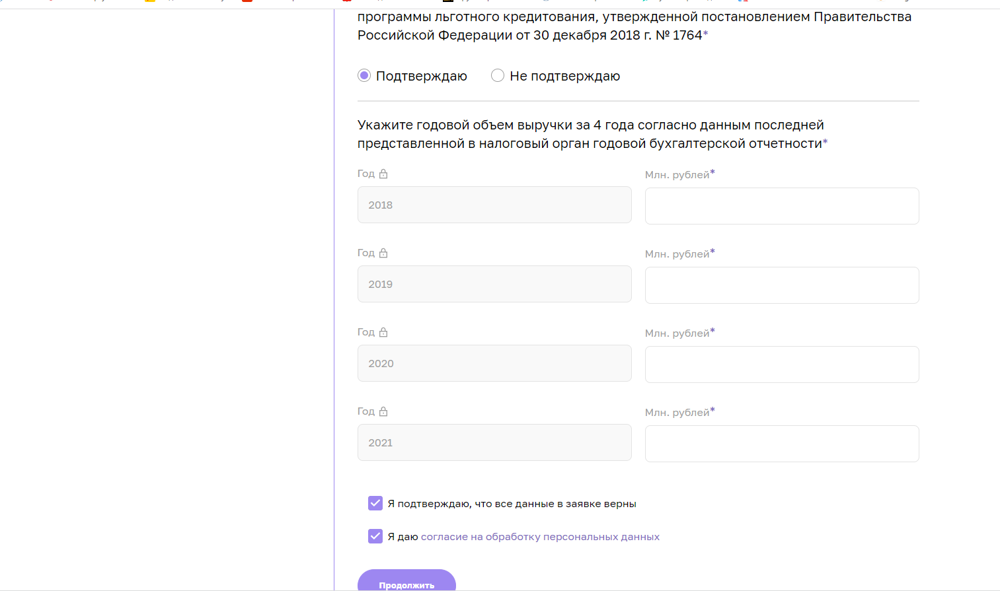 программы льготного кредитования, утвержденной постановлением Правительства
Российской Федерации от 30 декабря 2018 г. № 1764*
Подтверждаю Не подтверждаю
Укажите годовой объем выручки за 4 года согласно данным последней
представленной в налоговый орган годовой бухгалтерской отчетности*
Год Млн. рублей*
2018
Год Млн. рублей*
2019
Год Млн. рублей*
2020
Год Млн. рублей*
2021
Я подтверждаю, что все данные в заявке верны
Я даю согласие на обработку персональных данных
Продолжить